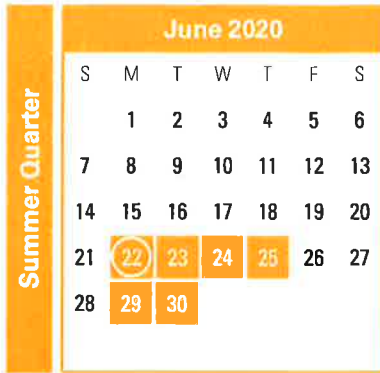 Summer Quarter
June 2020
S M T W T F S
1 2 3 4 5 6
7 8 9 10 11 12 13
14 15 16 17 18 19 20
21 22 23 24 25 26 27
28 29 30